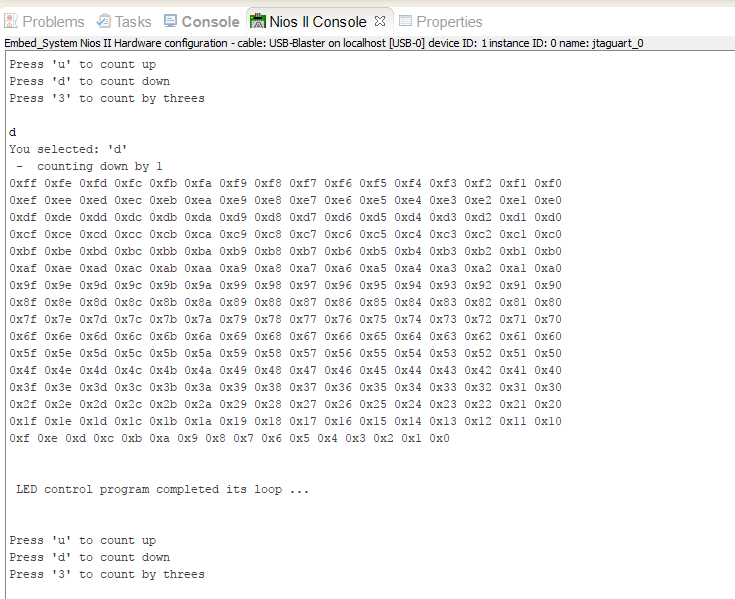 Problems Tasks Console Nios II Console Properties
Embed_System Nios II Hardware configuration - cable: USB-Blaster on localhost [USB-0] device ID: 1 instance ID: 0 name: jtaguart_0
Press 'u' to count up
Press 'd' to count down
Press '3' to count by threes
d
You selected: 'd'
 -  counting down by 1
0xff 0xfe 0xfd 0xfc 0xfb 0xfa 0xf9 0xf8 0xf7 0xf6 0xf5 0xf4 0xf3 0xf2 0xf1 0xf0
0xef 0xee 0xed 0xec 0xeb 0xea 0xe9 0xe8 0xe7 0xe6 0xe5 0xe4 0xe3 0xe2 0xe1 0xe0
0xdf 0xde 0xdd 0xdc 0xdb 0xda 0xd9 0xd8 0xd7 0xd6 0xd5 0xd4 0xd3 0xd2 0xd1 0xd0
0xcf 0xce 0xcd 0xcc 0xcb 0xca 0xc9 0xc8 0xc7 0xc6 0xc5 0xc4 0xc3 0xc2 0xc1 0xc0
0xbf 0xbe 0xbd 0xbc 0xbb 0xba 0xb9 0xb8 0xb7 0xb6 0xb5 0xb4 0xb3 0xb2 0xb1 0xb0
0xaf 0xae 0xad 0xac 0xab 0xaa 0xa9 0xa8 0xa7 0xa6 0xa5 0xa4 0xa3 0xa2 0xa1 0xa0
0x9f 0x9e 0x9d 0x9c 0x9b 0x9a 0x99 0x98 0x97 0x96 0x95 0x94 0x93 0x92 0x91 0x90
0x8f 0x8e 0x8d 0x8c 0x8b 0x8a 0x89 0x88 0x87 0x86 0x85 0x84 0x83 0x82 0x81 0x80
0x7f 0x7e 0x7d 0x7c 0x7b 0x7a 0x79 0x78 0x77 0x76 0x75 0x74 0x73 0x72 0x71 0x70
0x6f 0x6e 0x6d 0x6c 0x6b 0x6a 0x69 0x68 0x67 0x66 0x65 0x64 0x63 0x62 0x61 0x60
0x5f 0x5e 0x5d 0x5c 0x5b 0x5a 0x59 0x58 0x57 0x56 0x55 0x54 0x53 0x52 0x51 0x50
0x4f 0x4e 0x4d 0x4c 0x4b 0x4a 0x49 0x48 0x47 0x46 0x45 0x44 0x43 0x42 0x41 0x40
0x3f 0x3e 0x3d 0x3c 0x3b 0x3a 0x39 0x38 0x37 0x36 0x35 0x34 0x33 0x32 0x31 0x30
0x2f 0x2e 0x2d 0x2c 0x2b 0x2a 0x29 0x28 0x27 0x26 0x25 0x24 0x23 0x22 0x21 0x20
0x1f 0x1e 0x1d 0x1c 0x1b 0x1a 0x19 0x18 0x17 0x16 0x15 0x14 0x13 0x12 0x11 0x10
0xf 0xe 0xd 0xc 0xb 0xa 0x9 0x8 0x7 0x6 0x5 0x4 0x3 0x2 0x1 0x0
 LED control program completed its loop ...
Press 'u' to count up
Press 'd' to count down
Press '3' to count by threes